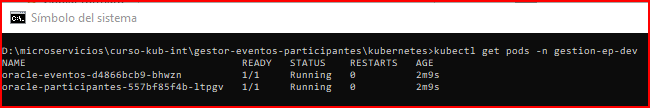 Símbolo del sistema
D:\microservicios\curso-kub-int\gestor-eventos-participantes\kubernetes>kubectl get pods -n gestion-ep-dev
NAME READY STATUS RESTARTS AGE
oracle-eventos-d4866bcb9-bhwzn 1/1 Running 0 2m9s
oracle-participantes-557bf85f4b-ltpgv 1/1 Running 0 2m9s